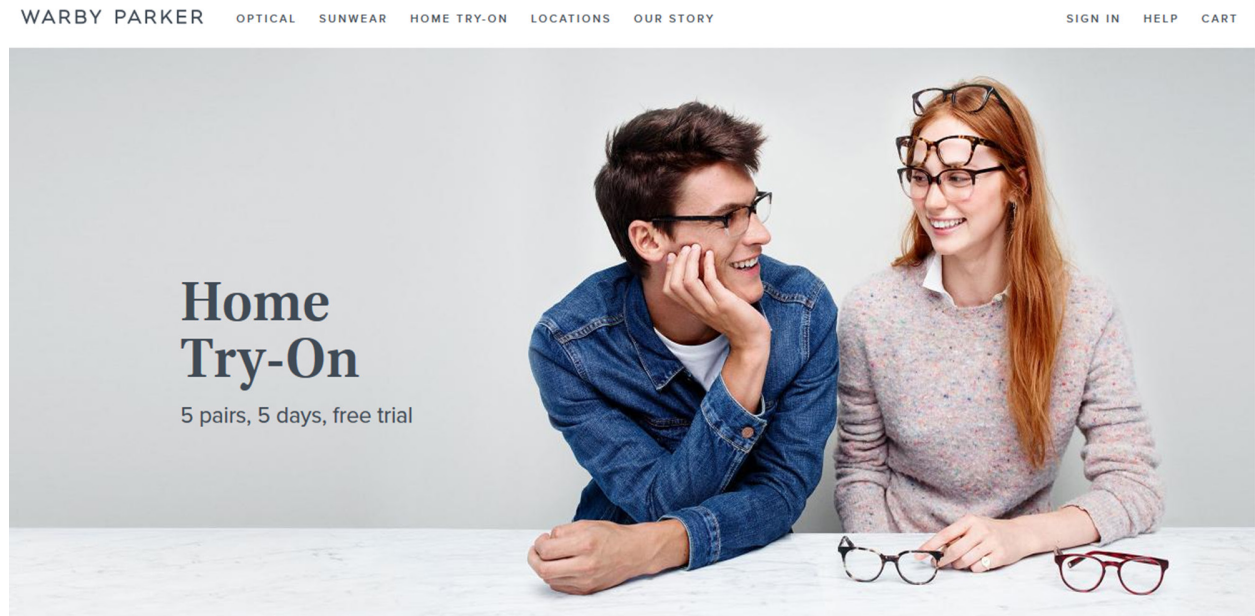 WARBY PARKER OPTICAL SUNWEAR HOME TRY-ON LOCATIONS OUR STORY SIGN IN HELP CART
Home
Try-On
5 pairs, 5 days, free trial